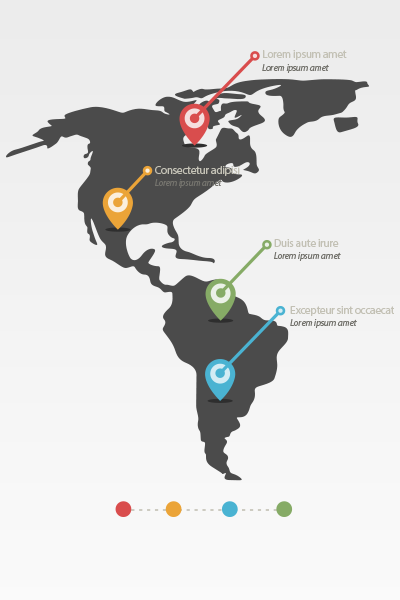 Lorem Ipsum amet
Lorem ipsum amet
Consectetur adipis
Lorem ipsum amet
Duis aute irure
Lorem ipsum amet
Excepteur sint occaecat
Lorem ipsum amet